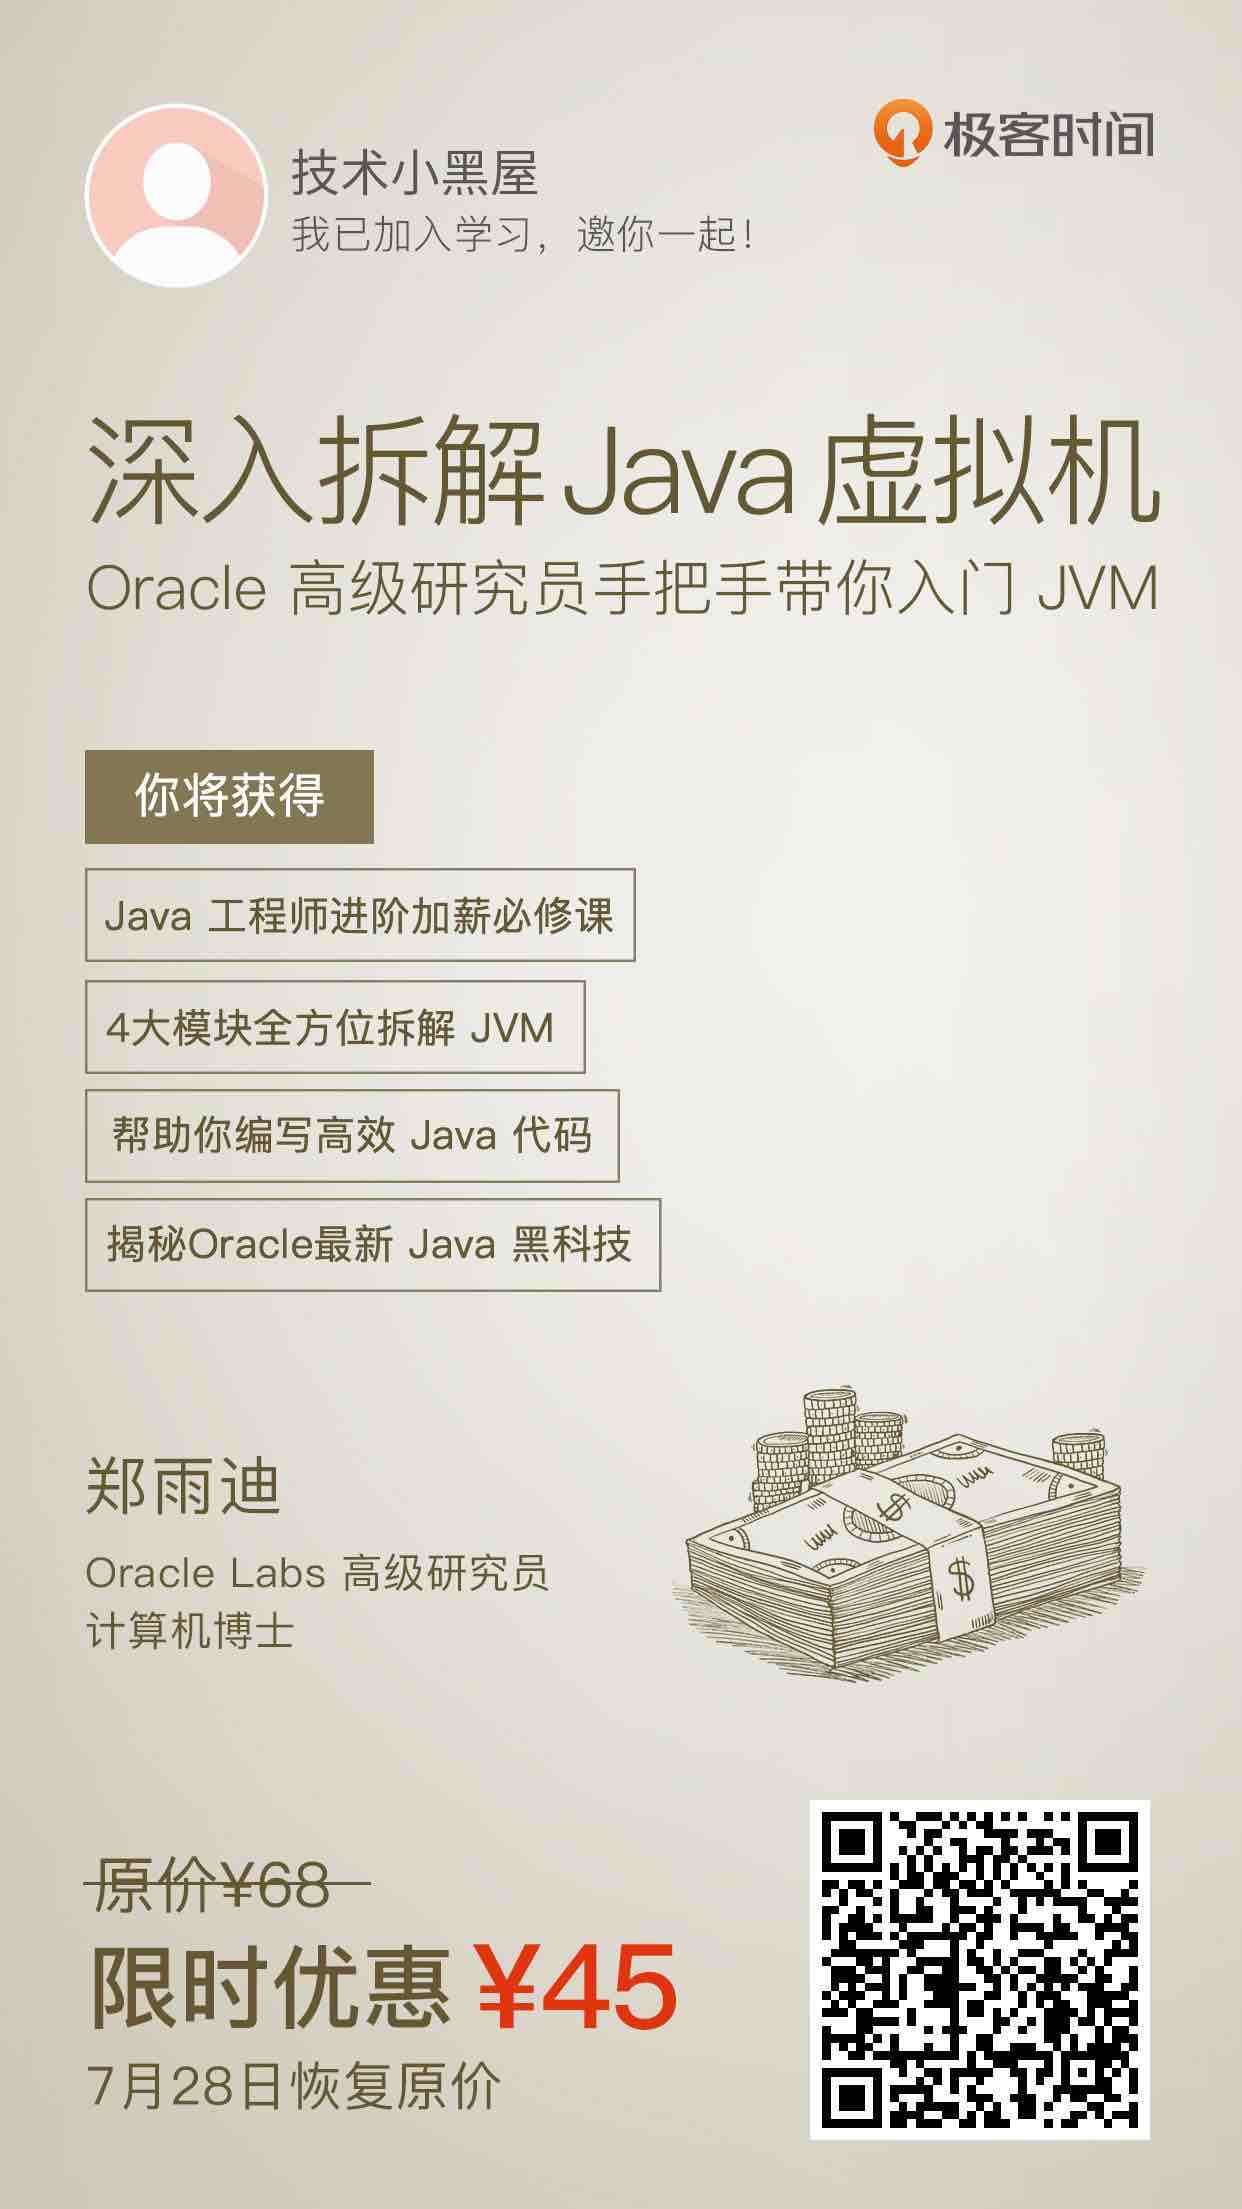 极客时间
技术小黑屋
我已加入学习，邀你一起！
深入拆解 Java 虚拟机
Oracle 高级研究员手把手带你入门 JVM
你将获得
Java 工程师进阶加薪必修课
4大模块全方位拆解 JVM
帮助你编写高效 Java 代码
揭秘Oracle最新 Java 黑科技
郑雨迪
Oracle Labs 高级研究员
计算机博士
$
$
原价¥68
限时优惠 ¥45
7月28日恢复原价